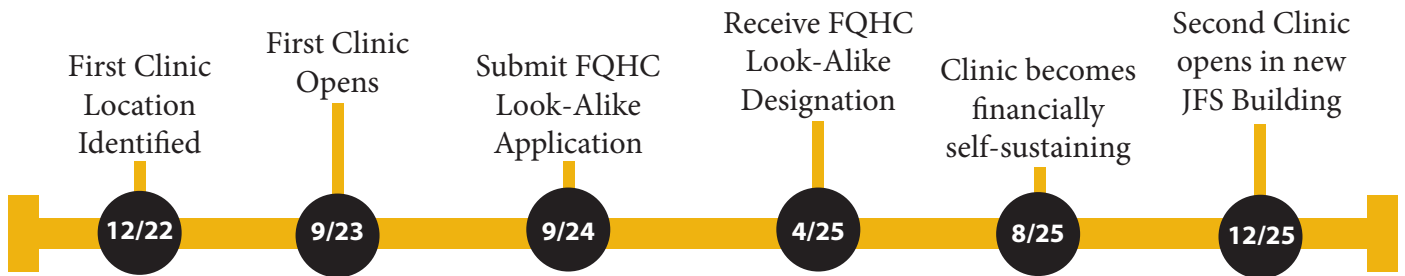 First Clinic
Location
Identified
First Clinic
Opens
Submit FQHC
Look-Alike
Application
Receive FQHC
Look-Alike
Designation
Clinic becomes
financially
self-sustaining
Second Clinic
opens in new
JFS Building
12/22
9/23
9/24
4/25
8/25
12/25